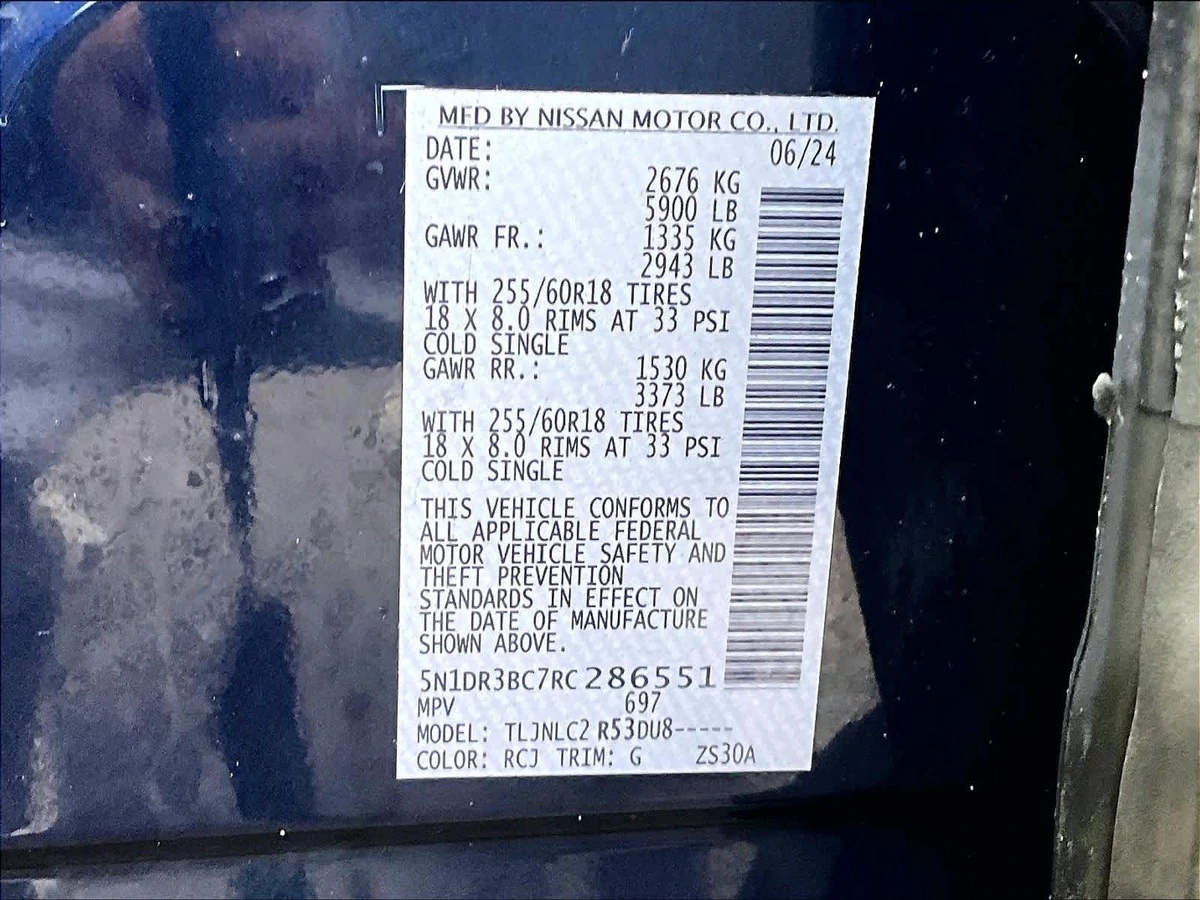 MFD BY NISSAN MOTOR CO., LTD.
DATE: 06/24
GVWR: 2676 KG
5900 LB
GAWR FR.: 1335 KG
2943 LB
WITH 255/60R18 TIRES
18 X 8.0 RIMS AT 33 PSI
COLD SINGLE
GAWR RR.: 1530 KG
3373 LB
WITH 255/60R18 TIRES
18 X 8.0 RIMS AT 33 PSI
COLD SINGLE
THIS VEHICLE CONFORMS TO
ALL APPLICABLE FEDERAL
MOTOR VEHICLE SAFETY AND
THEFT PREVENTION
STANDARDS IN EFFECT ON
THE DATE OF MANUFACTURE
SHOWN ABOVE.
5N1DR3BC7RC286551
MPV 697
MODEL: TLJNLC2 R53DU8-----
COLOR: RCJ TRIM: G ZS30A